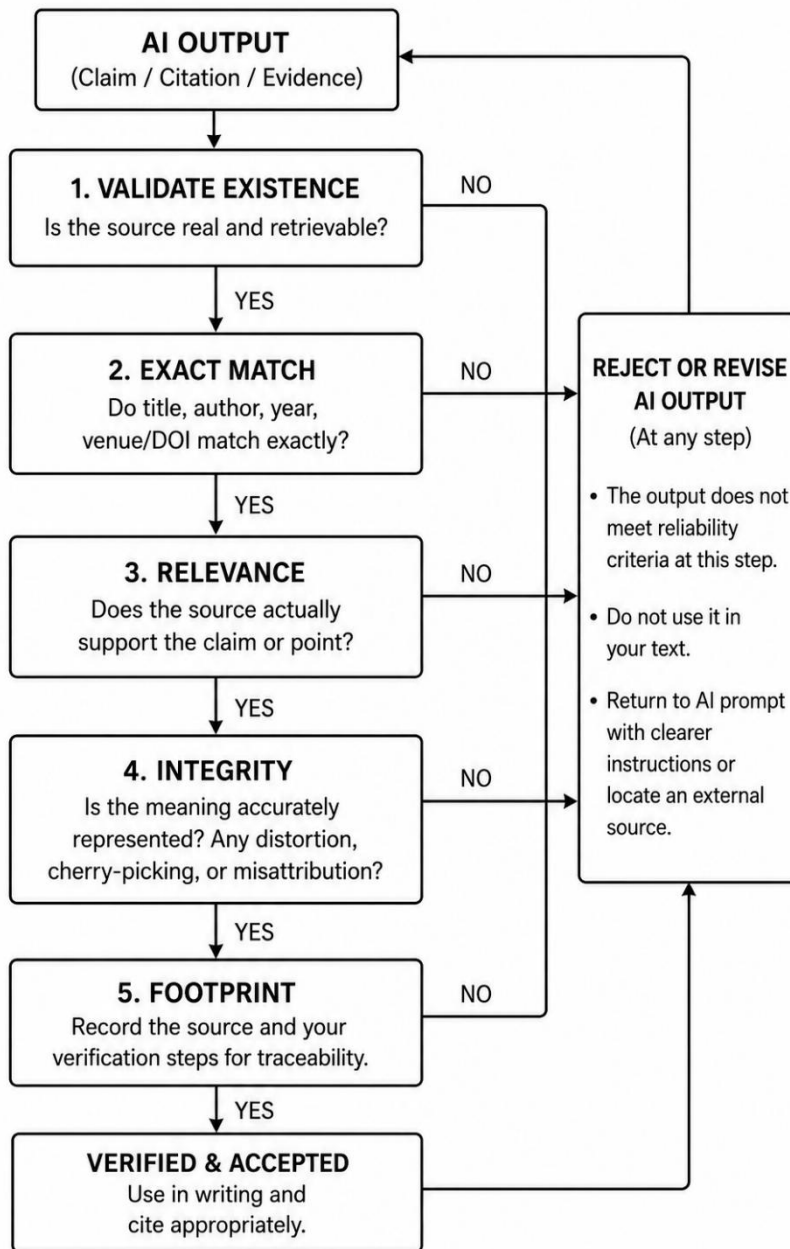 AI OUTPUT
(Claim / Citation / Evidence)
1. VALIDATE EXISTENCE
Is the source real and retrievable?
NO
YES
2. EXACT MATCH
Do title, author, year,
venue/DOI match exactly?
NO
YES
3. RELEVANCE
Does the source actually
support the claim or point?
NO
YES
4. INTEGRITY
Is the meaning accurately
represented? Any distortion,
cherry-picking, or misattribution?
NO
YES
5. FOOTPRINT
Record the source and your
verification steps for traceability.
NO
YES
VERIFIED & ACCEPTED
Use in writing and
cite appropriately.
REJECT OR REVISE
AI OUTPUT
(At any step)
• The output does not
meet reliability
criteria at this step.
• Do not use it in
your text.
• Return to AI prompt
with clearer
instructions or
locate an external
source.